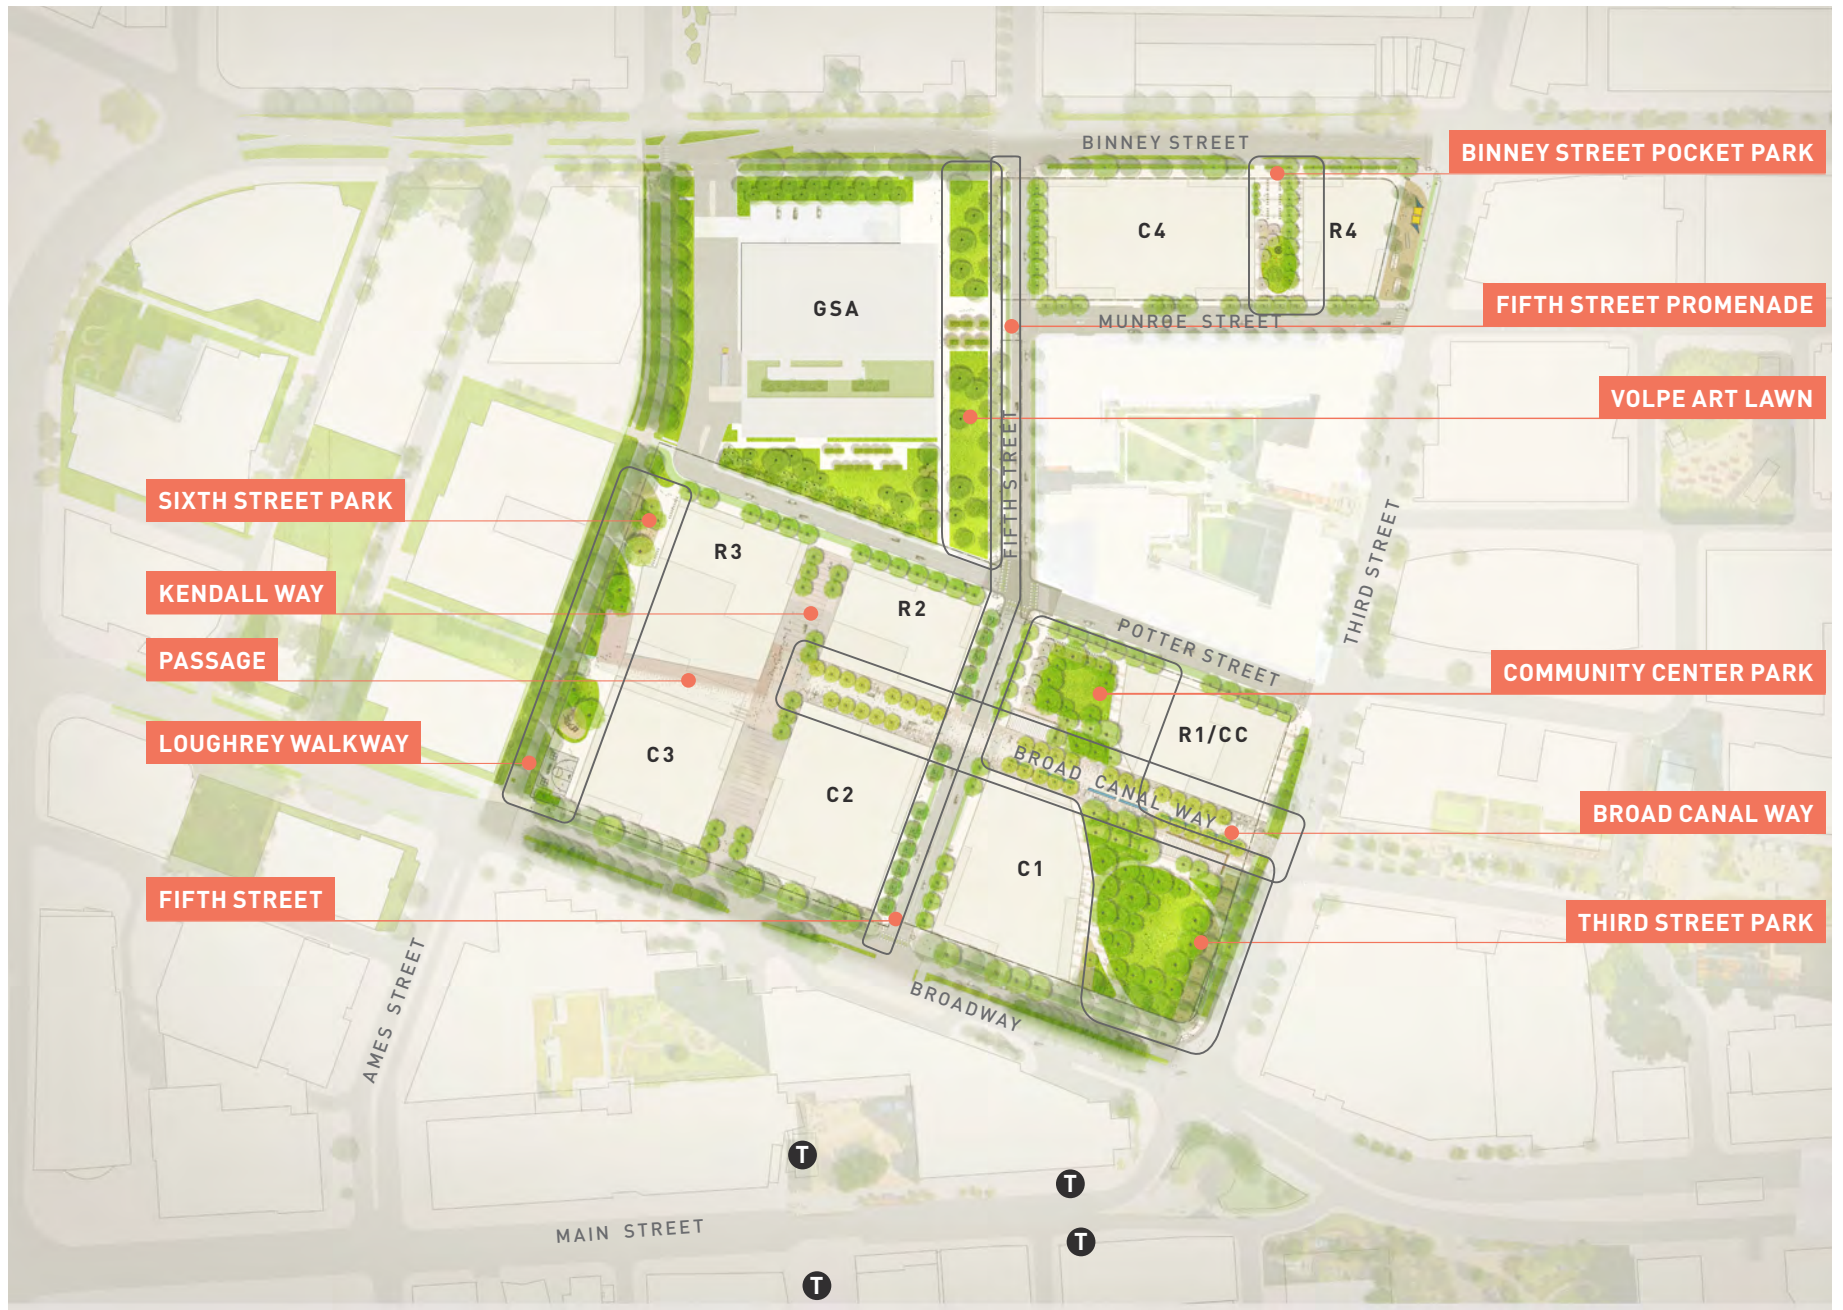 BINNEY STREET
BINNEY STREET POCKET PARK
C4
R4
GSA
FIFTH STREET PROMENADE
MUNROE STREET
VOLPE ART LAWN
FIFTH STREET
SIXTH STREET PARK
THIRD STREET
R3
KENDALL WAY
R2
POTTER STREET
PASSAGE
COMMUNITY CENTER PARK
LOUGHREY WALKWAY
R1/CC
C3
BROAD CANAL WAY
C2
BROAD CANAL WAY
C1
FIFTH STREET
THIRD STREET PARK
BROADWAY
AMES STREET
T
T
MAIN STREET
T
T